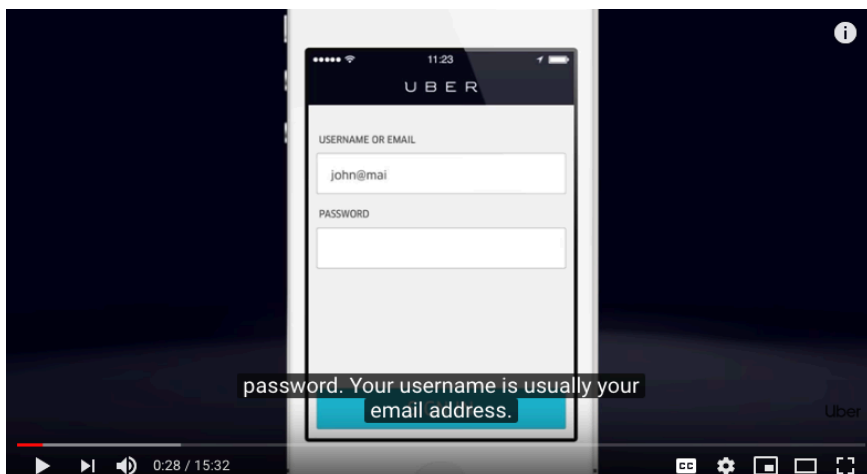 11:23
UBER
USERNAME OR EMAIL
john@mai
PASSWORD
password. Your username is usually your
email address.
Uber
0:28 / 15:32
CC